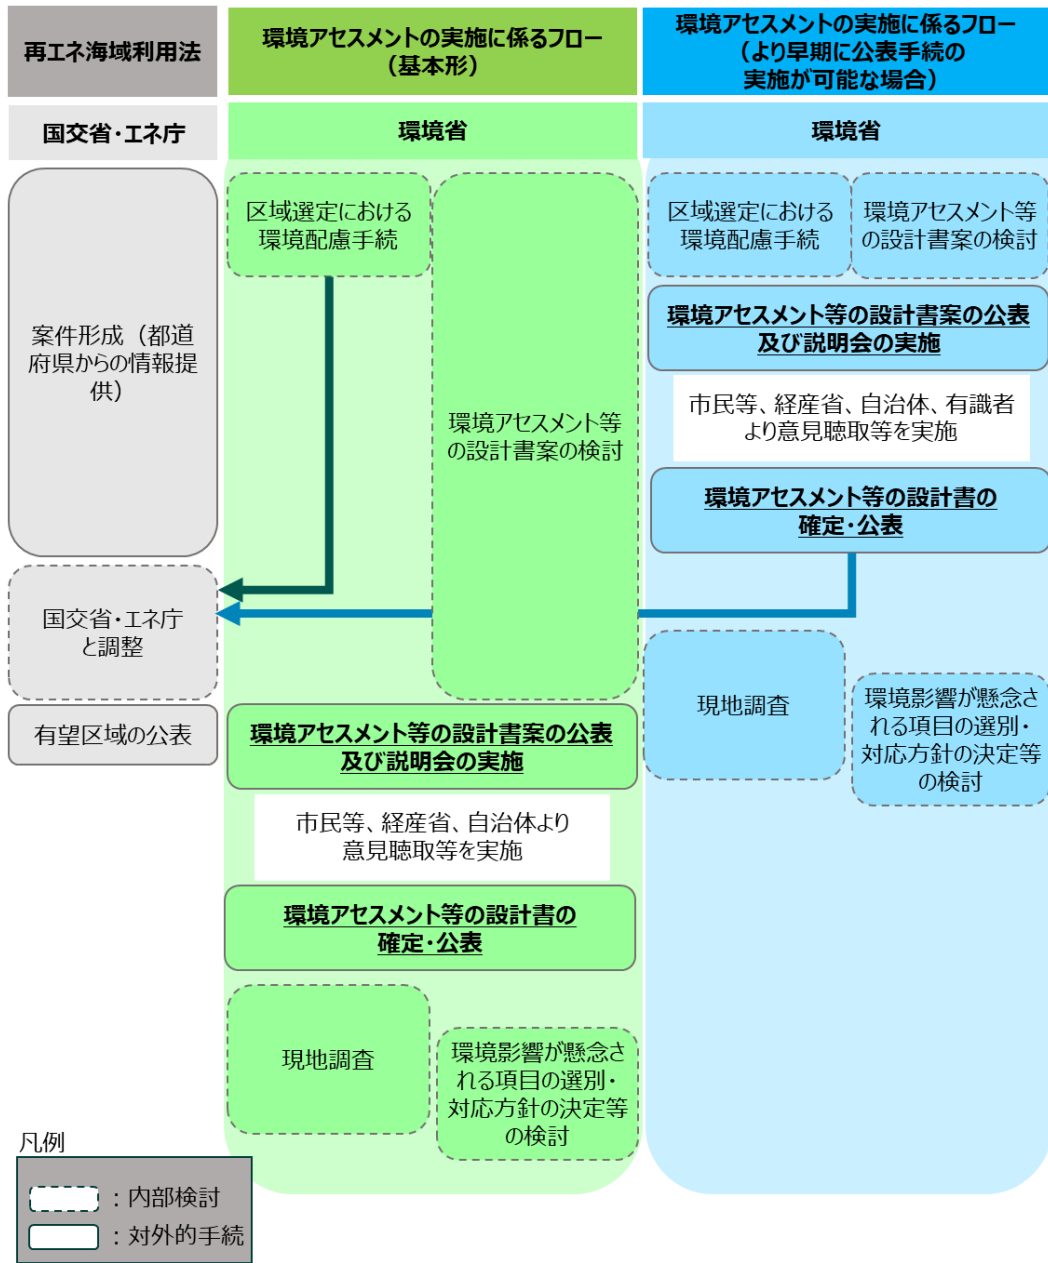 再エネ海域利用法
国交省・エネ庁
案件形成（都道
府県からの情報提
供）
国交省・エネ庁
と調整
有望区域の公表
環境アセスメントの実施に係るフロー
（基本形）
環境省
区域選定における
環境配慮手続
環境アセスメント等
の設計書案の検討
環境アセスメント等の設計書案の公表
及び説明会の実施
市民等、経産省、自治体より
意見聴取等を実施
環境アセスメント等の設計書の
確定・公表
現地調査
環境影響が懸念さ
れる項目の選別・
対応方針の決定等
の検討
環境アセスメントの実施に係るフロー
（より早期に公表手続の
実施が可能な場合）
環境省
区域選定における
環境配慮手続
環境アセスメント等
の設計書案の検討
環境アセスメント等の設計書案の公表
及び説明会の実施
市民等、経産省、自治体、有識者
より意見聴取等を実施
環境アセスメント等の設計書の
確定・公表
現地調査
環境影響が懸念さ
れる項目の選別・
対応方針の決定等
の検討
凡例
：内部検討
：対外的手続